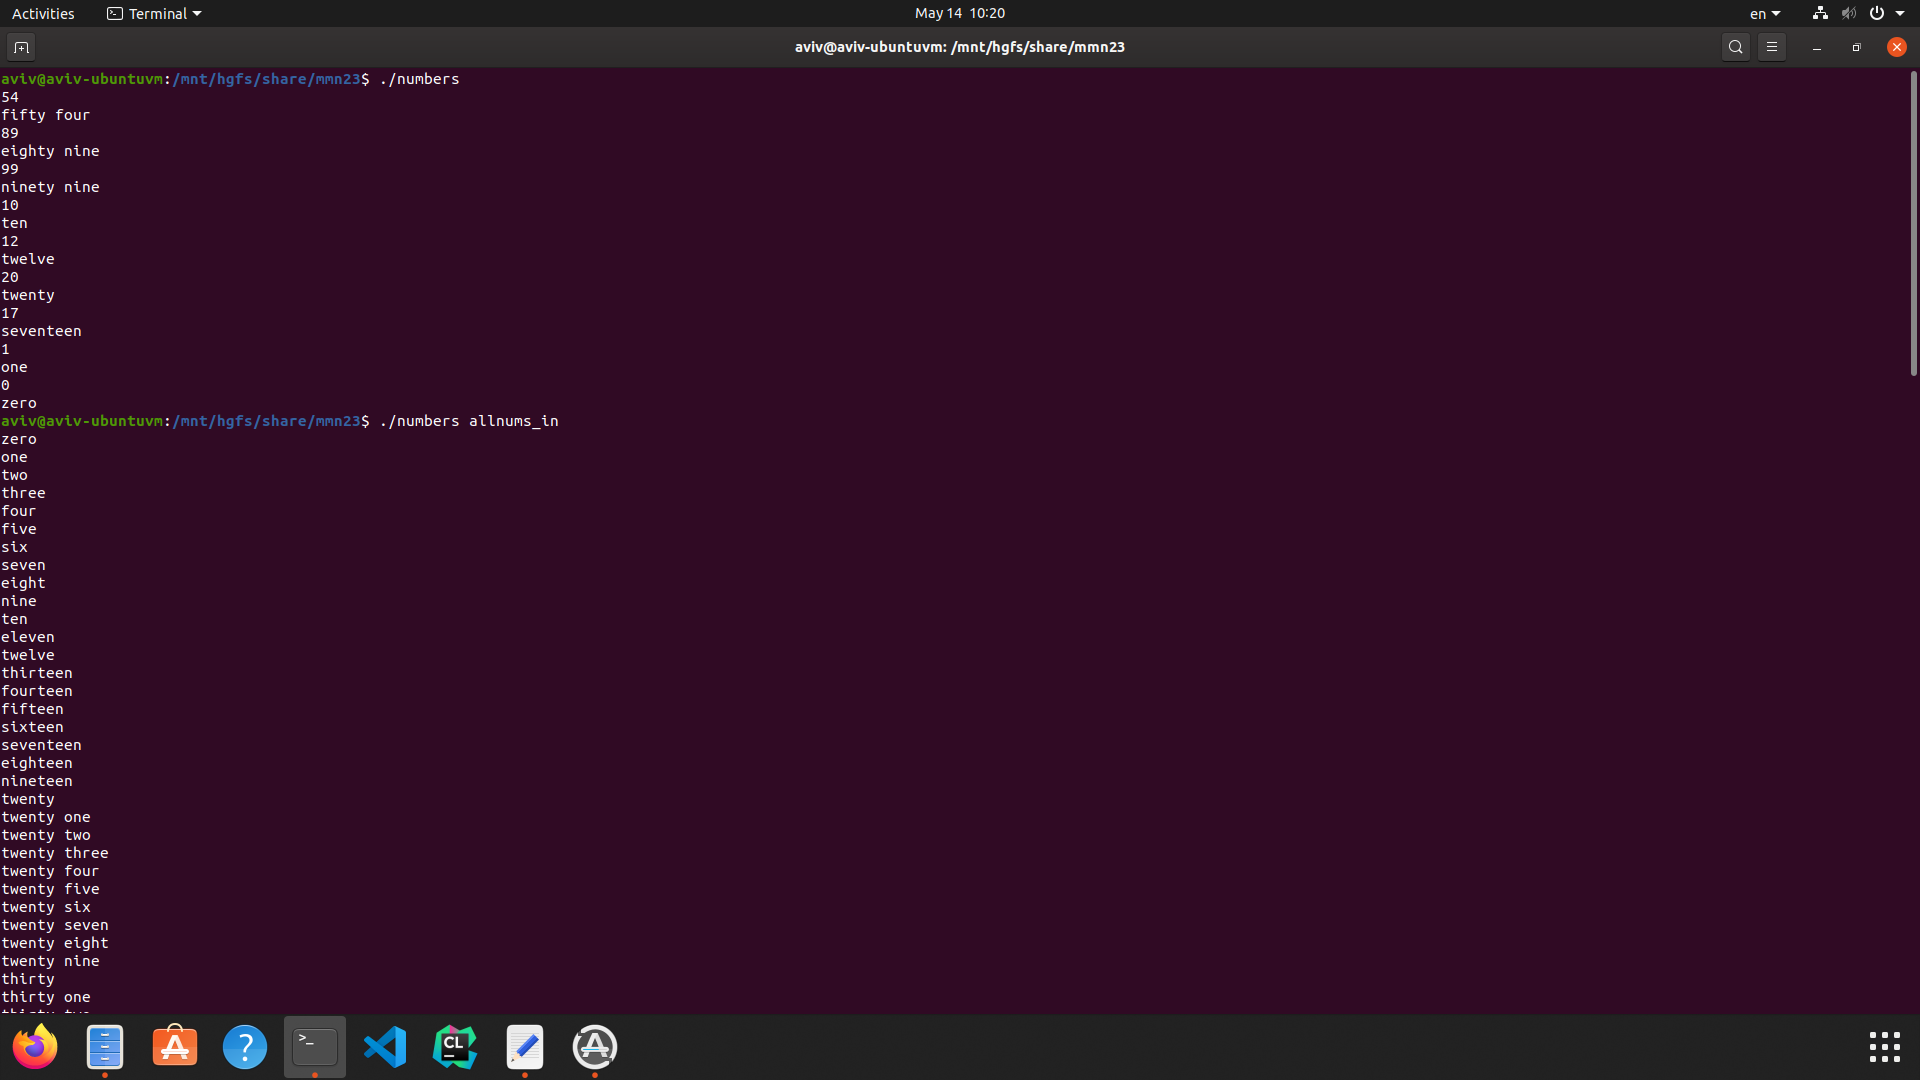 Activities
Terminal
May 14 10:20
en
aviv@aviv-ubuntuvm: /mnt/hgfs/share/mmn23
aviv@aviv-ubuntuvm:/mnt/hgfs/share/mmn23$ ./numbers
54
fifty four
89
eighty nine
99
ninety nine
10
ten
12
twelve
20
twenty
17
seventeen
1
one
0
zero
aviv@aviv-ubuntuvm:/mnt/hgfs/share/mmn23$ ./numbers allnums_in
zero
one
two
three
four
five
six
seven
eight
nine
ten
eleven
twelve
thirteen
fourteen
fifteen
sixteen
seventeen
eighteen
nineteen
twenty
twenty one
twenty two
twenty three
twenty four
twenty five
twenty six
twenty seven
twenty eight
twenty nine
thirty
thirty one
>_
CL